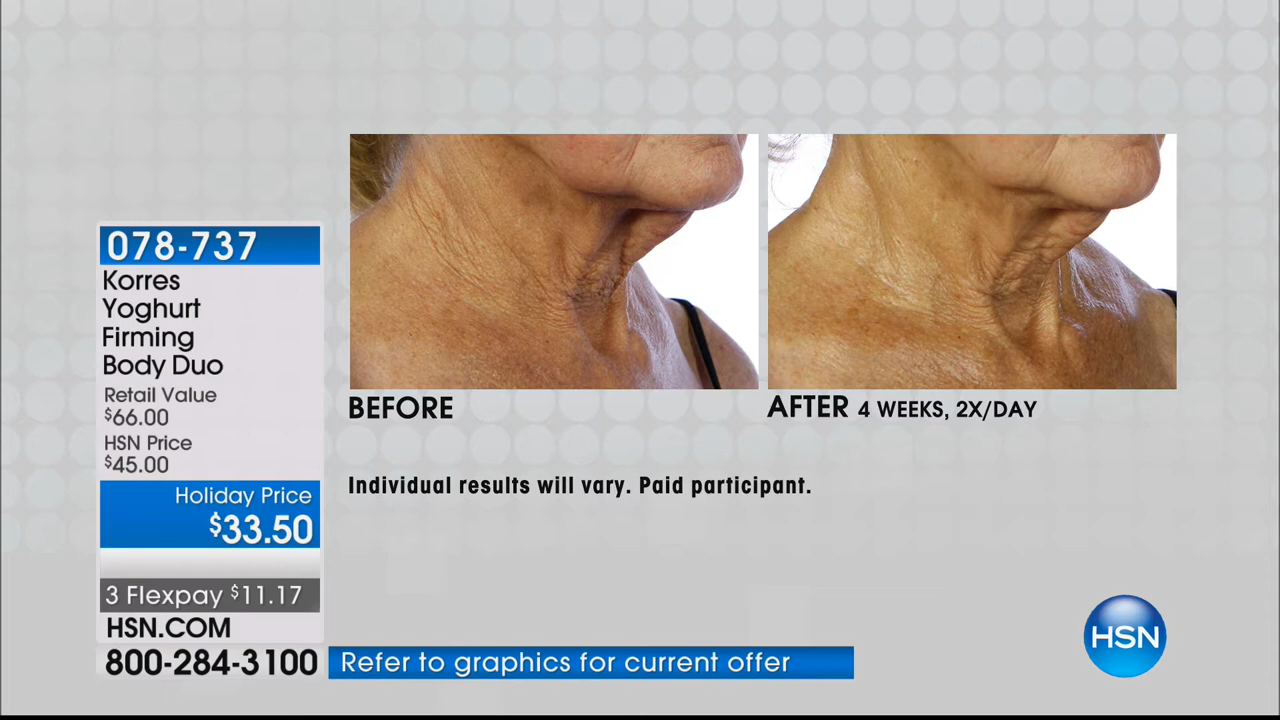 078-737
Korres
Yoghurt
Firming
Body Duo
Retail Value
$66.00
HSN Price
$45.00
Holiday Price
$33.50
3 Flexpay $11.17
HSN.COM
800-284-3100
BEFORE
AFTER 4 WEEKS, 2X/DAY
Individual results will vary. Paid participant.
Refer to graphics for current offer
HSN